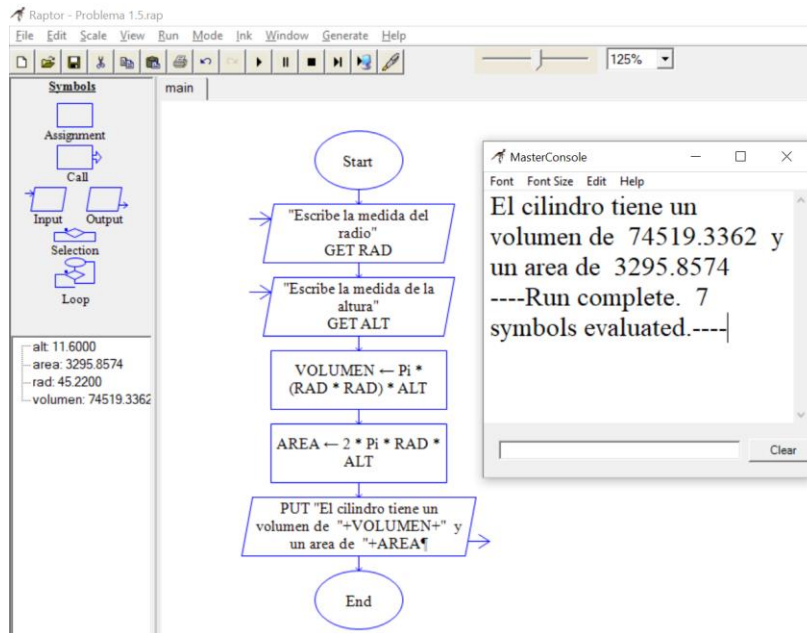 Raptor - Problema 1.5.rap
File Edit Scale View Run Mode Ink Window Generate Help
125%
Symbols
main
Assignment
Call
Input Output
Selection
Loop
alt: 11.6000
area: 3295.8574
rad: 45.2200
volumen: 74519.3362
Start
"Escribe la medida del
radio"
GET RAD
"Escribe la medida de la
altura"
GET ALT
VOLUMEN ← Pi *
(RAD * RAD) * ALT
AREA ← 2 * Pi * RAD *
ALT
PUT "El cilindro tiene un
volumen de "+VOLUMEN+" y
un area de "+AREA¶
End
MasterConsole
Font Font Size Edit Help
El cilindro tiene un
volumen de 74519.3362 y
un area de 3295.8574
----Run complete. 7
symbols evaluated.----
Clear